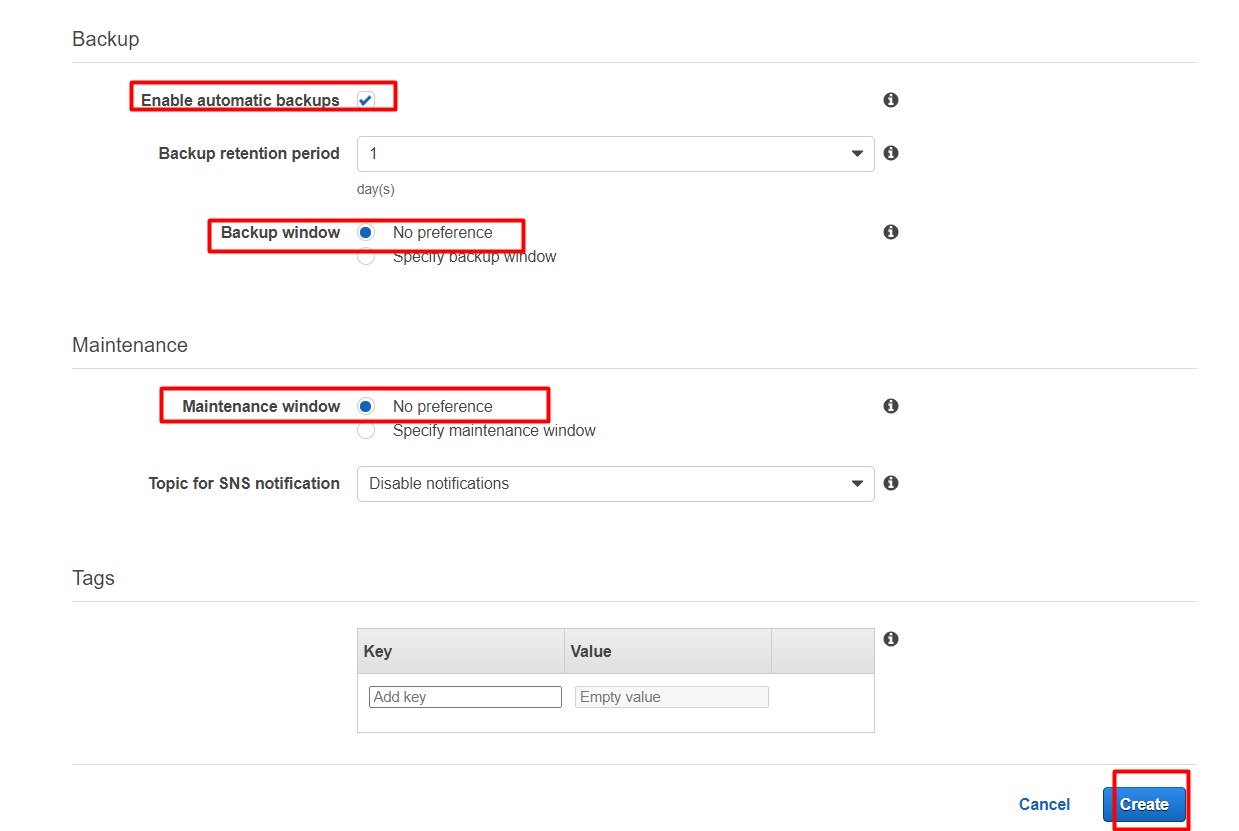 Backup
Enable automatic backups
Backup retention period 1
day(s)
Backup window No preference
Specify backup window
Maintenance
Maintenance window No preference
Specify maintenance window
Topic for SNS notification Disable notifications
Tags
Key Value
Add key Empty value
Cancel Create